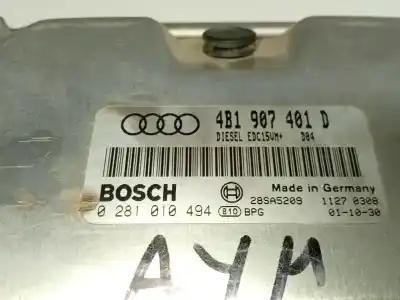 4B1 907 401 D
DIESEL EDC15VM+ D04
BOSCH
Made in Germany
0 281 010 494 B10 BPG
28SA5209 1127 0308
01-10-30
AYM